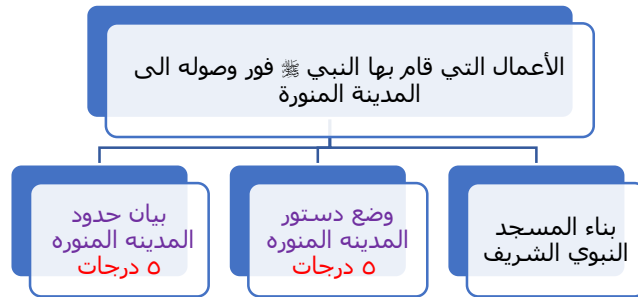 الأعمال التي قام بها النبي ﷺ فور وصوله الى
المدينة المنورة
بناء المسجد
النبوي الشريف
وضع دستور
المدينه المنوره
٥ درجات
بيان حدود
المدينه المنوره
٥ درجات